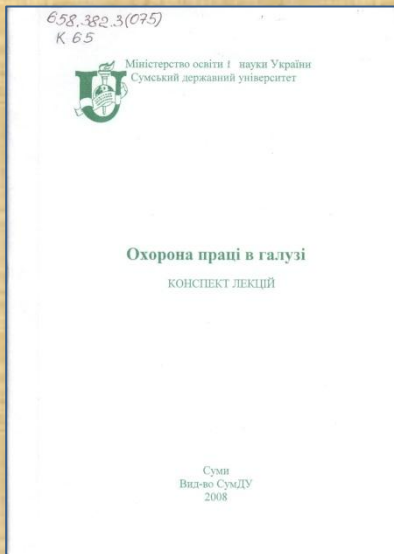 658.382.3(075)
К 65
Міністерство освіти і науки України
Сумський державний університет
Охорона праці в галузі
КОНСПЕКТ ЛЕКЦІЙ
Суми
Вид-во СумДУ
2008